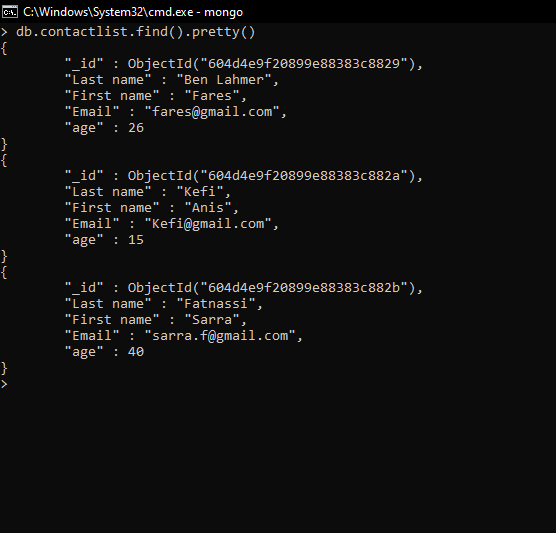 C:\Windows\System32\cmd.exe - mongo
> db.contactlist.find().pretty()
{
        "_id" : ObjectId("604d4e9f20899e88383c8829"),
        "Last name" : "Ben Lahmer",
        "First name" : "Fares",
        "Email" : "fares@gmail.com",
        "age" : 26
}
{
        "_id" : ObjectId("604d4e9f20899e88383c882a"),
        "Last name" : "Kefi",
        "First name" : "Anis",
        "Email" : "Kefi@gmail.com",
        "age" : 15
}
{
        "_id" : ObjectId("604d4e9f20899e88383c882b"),
        "Last name" : "Fatnassi",
        "First name" : "Sarra",
        "Email" : "sarra.f@gmail.com",
        "age" : 40
}
>